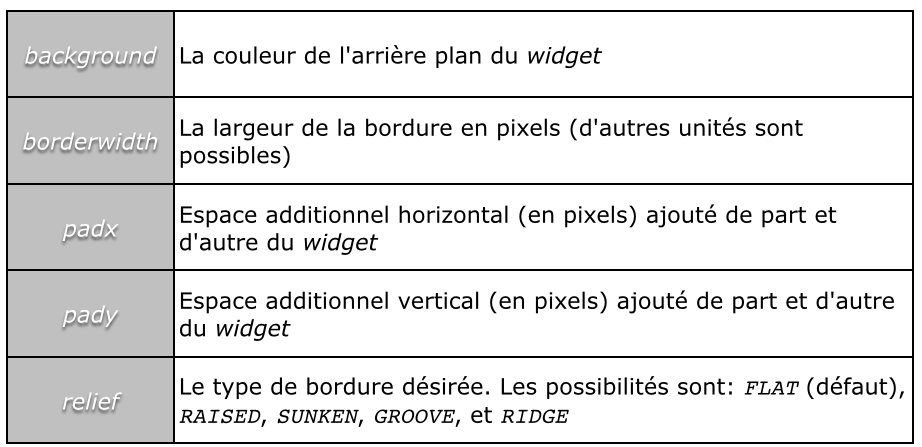 background
La couleur de l'arrière plan du widget
borderwidth
La largeur de la bordure en pixels (d'autres unités sont
possibles)
padx
Espace additionnel horizontal (en pixels) ajouté de part et
d'autre du widget
pady
Espace additionnel vertical (en pixels) ajouté de part et d'autre
du widget
relief
Le type de bordure désirée. Les possibilités sont: FLAT (défaut),
RAISED, SUNKEN, GROOVE, et RIDGE